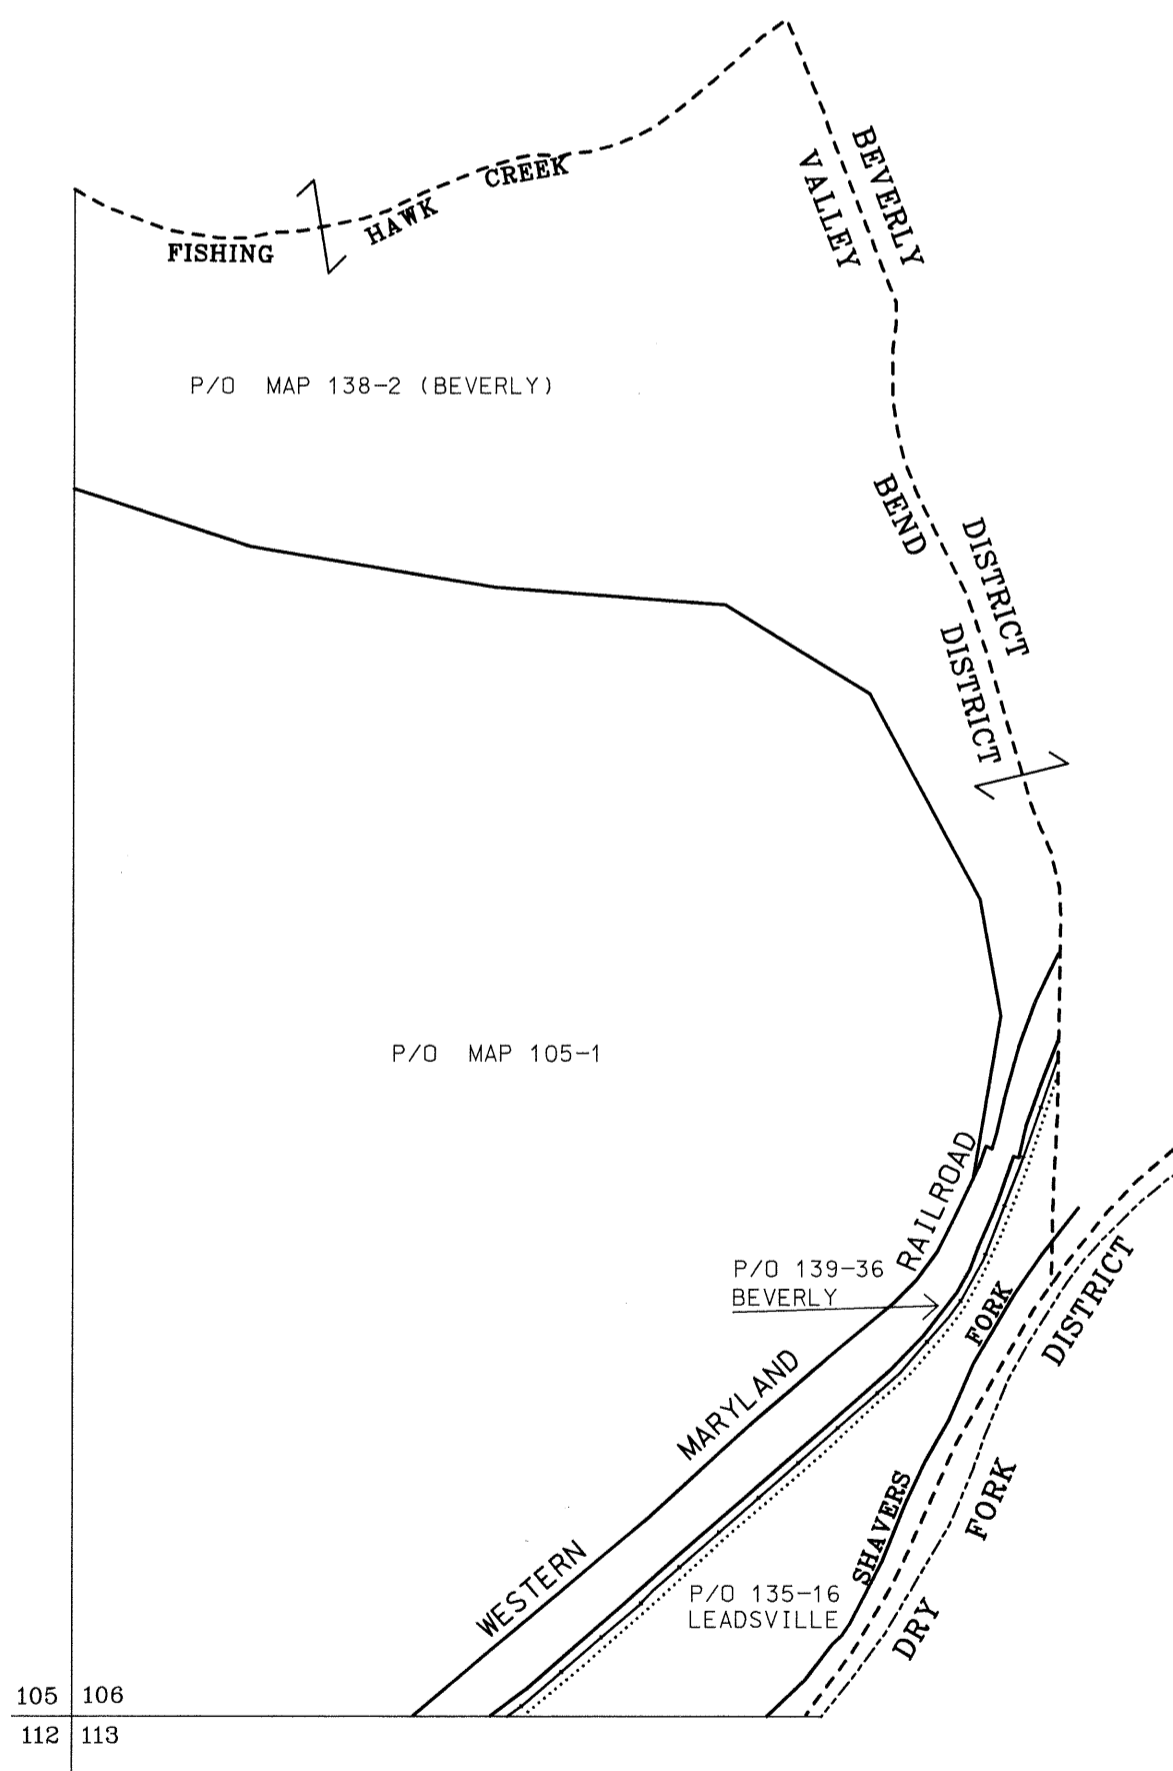 FISHING HAWK CREEK
BEVERLY DISTRICT
VALLEY BEND DISTRICT
P/O MAP 138-2 (BEVERLY)
P/O MAP 105-1
WESTERN MARYLAND RAILROAD
P/O 139-36
BEVERLY
SHAVERS FORK
DRY FORK DISTRICT
P/O 135-16
LEADSVILLE
105 106
112 113